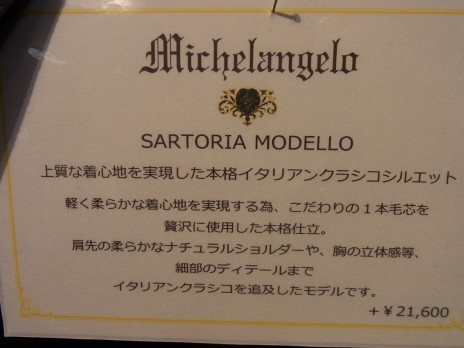 Michelangelo
SARTORIA MODELLO
上質な着心地を実現した本格イタリアンクラシコシルエット
軽く柔らかな着心地を実現する為、こだわりの１本毛芯を
贅沢に使用した本格仕立。
肩先の柔らかなナチュラルショルダーや、胸の立体感等、
細部のディテールまで
イタリアンクラシコを追及したモデルです。
+￥21,600